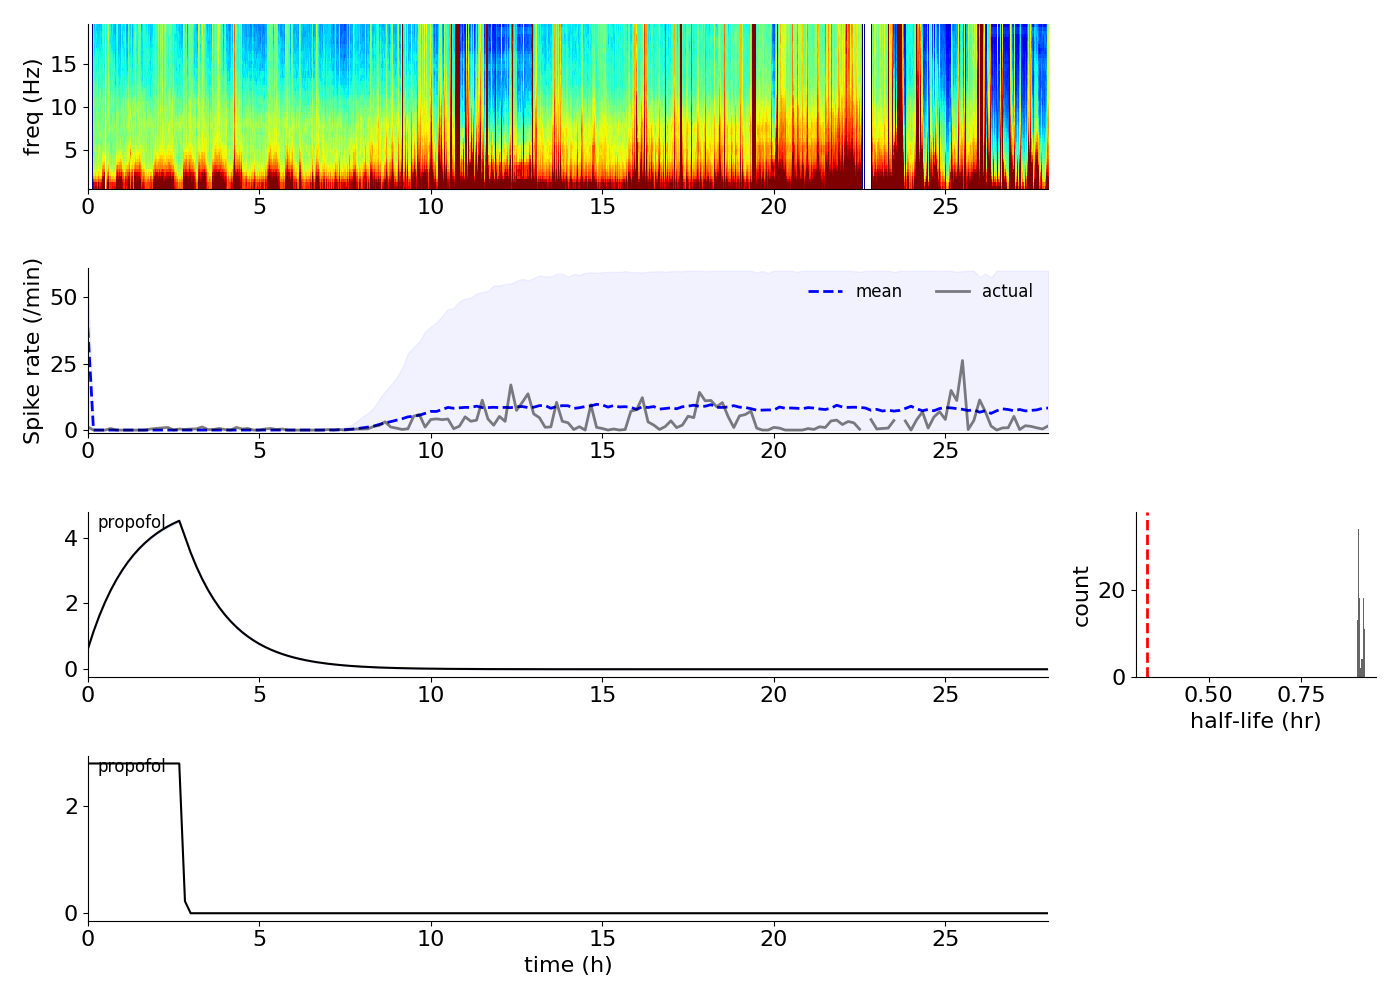 freq (Hz)
15
10
5
0 5 10 15 20 25
Spike rate (/min)
50
25
0
mean actual
0 5 10 15 20 25
propofol
4
2
0
0 5 10 15 20 25
count
20
0
0.50 0.75
half-life (hr)
propofol
2
0
0 5 10 15 20 25
time (h)